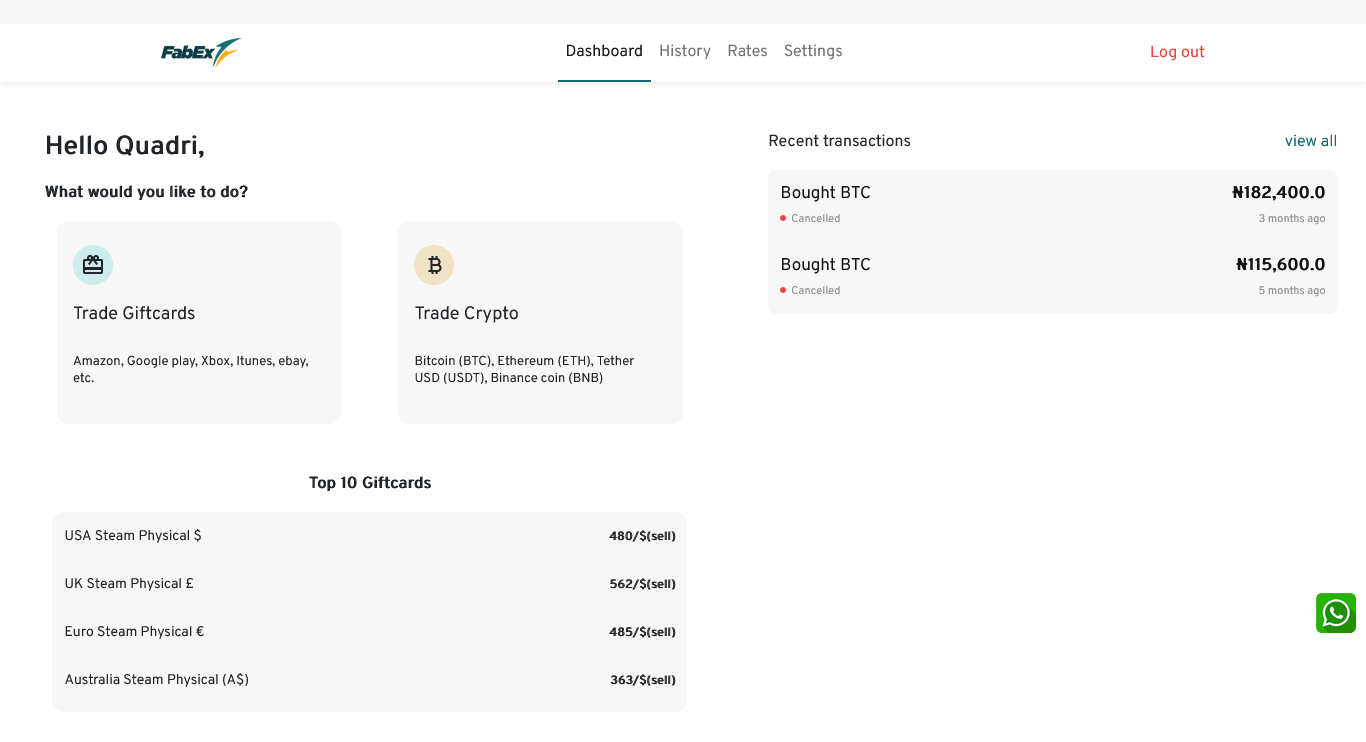 FabEx
Dashboard History Rates Settings
Log out
Hello Quadri,
What would you like to do?
Trade Giftcards
Amazon, Google play, Xbox, Itunes, ebay,
etc.
Trade Crypto
Bitcoin (BTC), Ethereum (ETH), Tether
USD (USDT), Binance coin (BNB)
Top 10 Giftcards
USA Steam Physical $ 480/$(sell)
UK Steam Physical £ 562/$(sell)
Euro Steam Physical € 485/$(sell)
Australia Steam Physical (A$) 363/$(sell)
Recent transactions view all
Bought BTC ₦182,400.0
Cancelled 3 months ago
Bought BTC ₦115,600.0
Cancelled 5 months ago